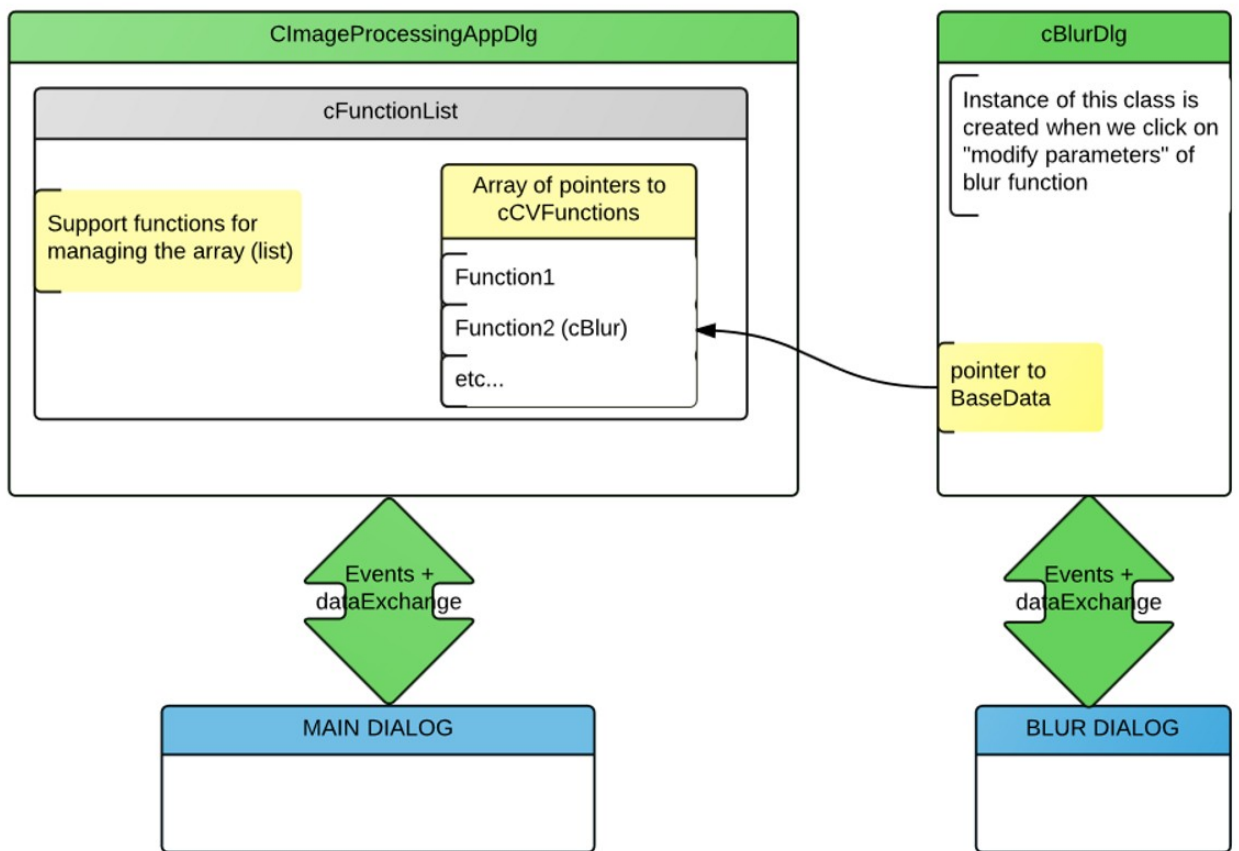 CImageProcessingAppDlg
cFunctionList
Support functions for
managing the array (list)
Array of pointers to
cCVFunctions
Function1
Function2 (cBlur)
etc...
cBlurDlg
Instance of this class is
created when we click on
"modify parameters" of
blur function
pointer to
BaseData
Events +
dataExchange
Events +
dataExchange
MAIN DIALOG
BLUR DIALOG